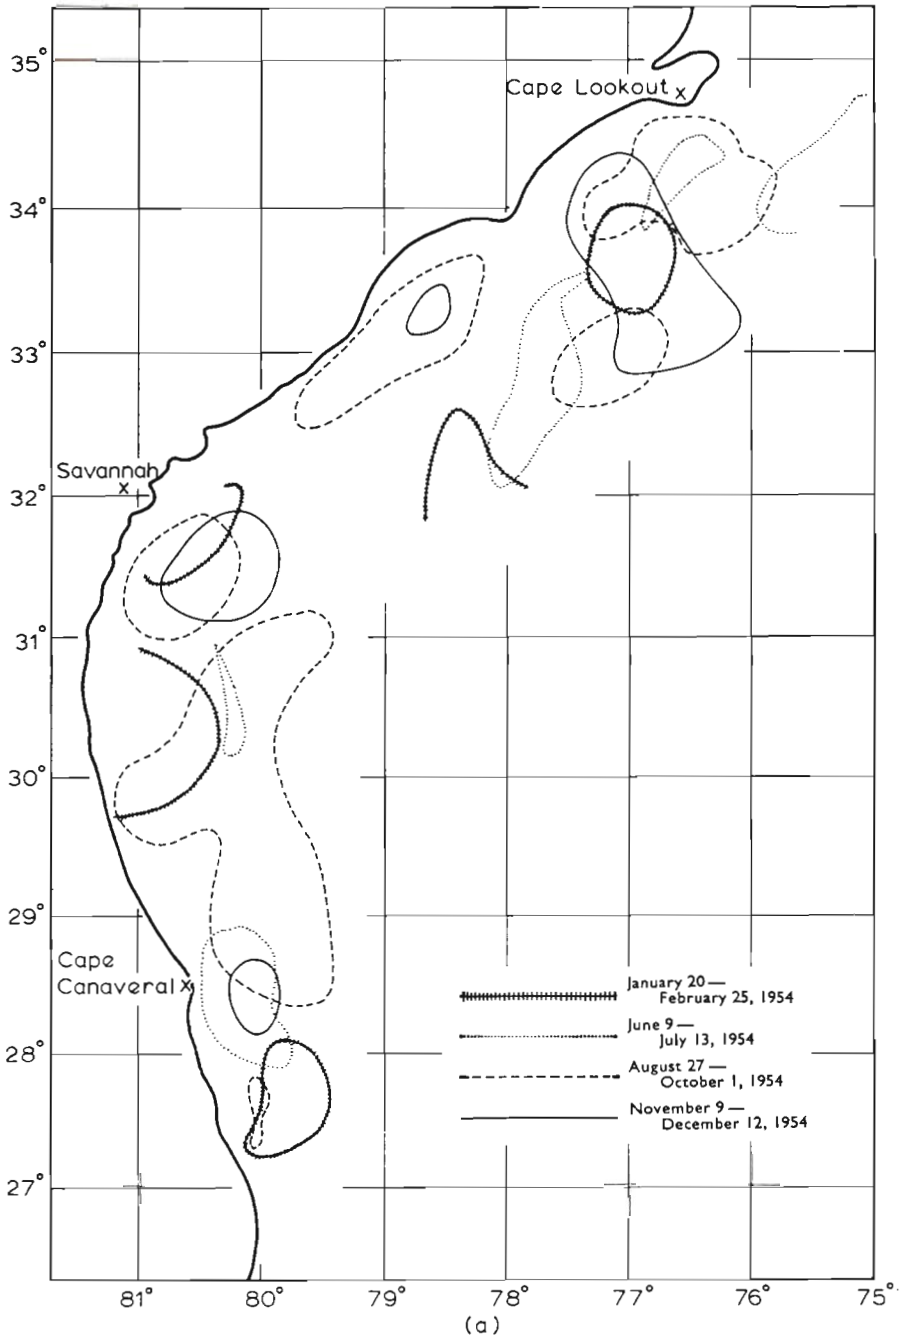 35°
Cape Lookout x
34°
33°
Savannah
x
32°
31°
30°
29°
Cape
Canaveral x
January 20—
February 25, 1954
June 9—
July 13, 1954
28°
August 27—
October 1, 1954
November 9—
December 12, 1954
27°
81° 80° 79° 78° 77° 76° 75°
(a)